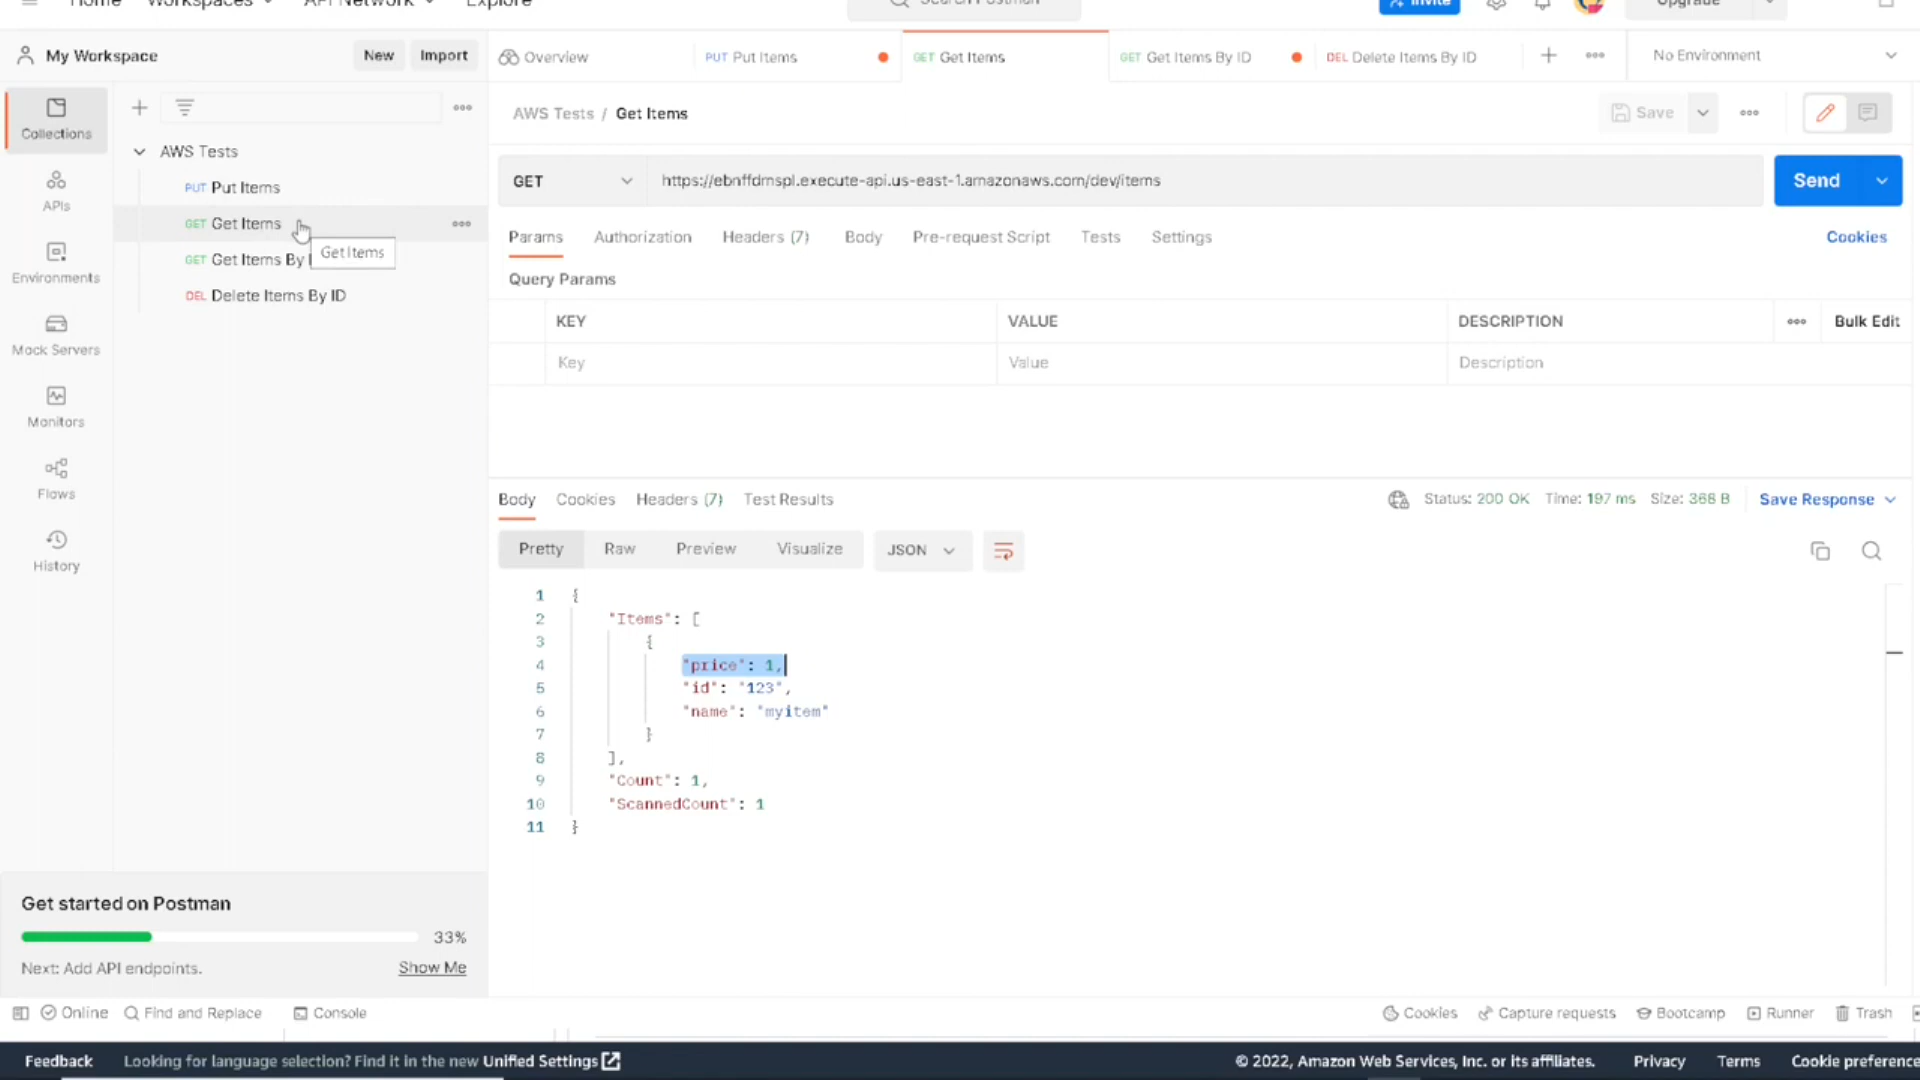 Home Workspaces API Network Explore Search Postman Invite Upgrade
My Workspace New Import Overview PUT Put Items GET Get Items GET Get Items By ID DEL Delete Items By ID No Environment
Collections
APIs
Environments
Mock Servers
Monitors
Flows
History
AWS Tests
PUT Put Items
GET Get Items
GET Get Items By
Get Items
DEL Delete Items By ID
AWS Tests / Get Items Save
GET https://ebnffdmspl.execute-api.us-east-1.amazonaws.com/dev/items Send
Params Authorization Headers (7) Body Pre-request Script Tests Settings Cookies
Query Params
KEY VALUE DESCRIPTION Bulk Edit
Key Value Description
Body Cookies Headers (7) Test Results Status: 200 OK Time: 197 ms Size: 368 B Save Response
Pretty Raw Preview Visualize JSON
1 {
2 "Items": [
3 {
4 "price": 1,
5 "id": "123",
6 "name": "myitem"
7 }
8 ],
9 "Count": 1,
10 "ScannedCount": 1
11 }
Get started on Postman
33%
Next: Add API endpoints. Show Me
Online Find and Replace Console Cookies Capture requests Bootcamp Runner Trash
Feedback Looking for language selection? Find it in the new Unified Settings © 2022, Amazon Web Services, Inc. or its affiliates. Privacy Terms Cookie preference